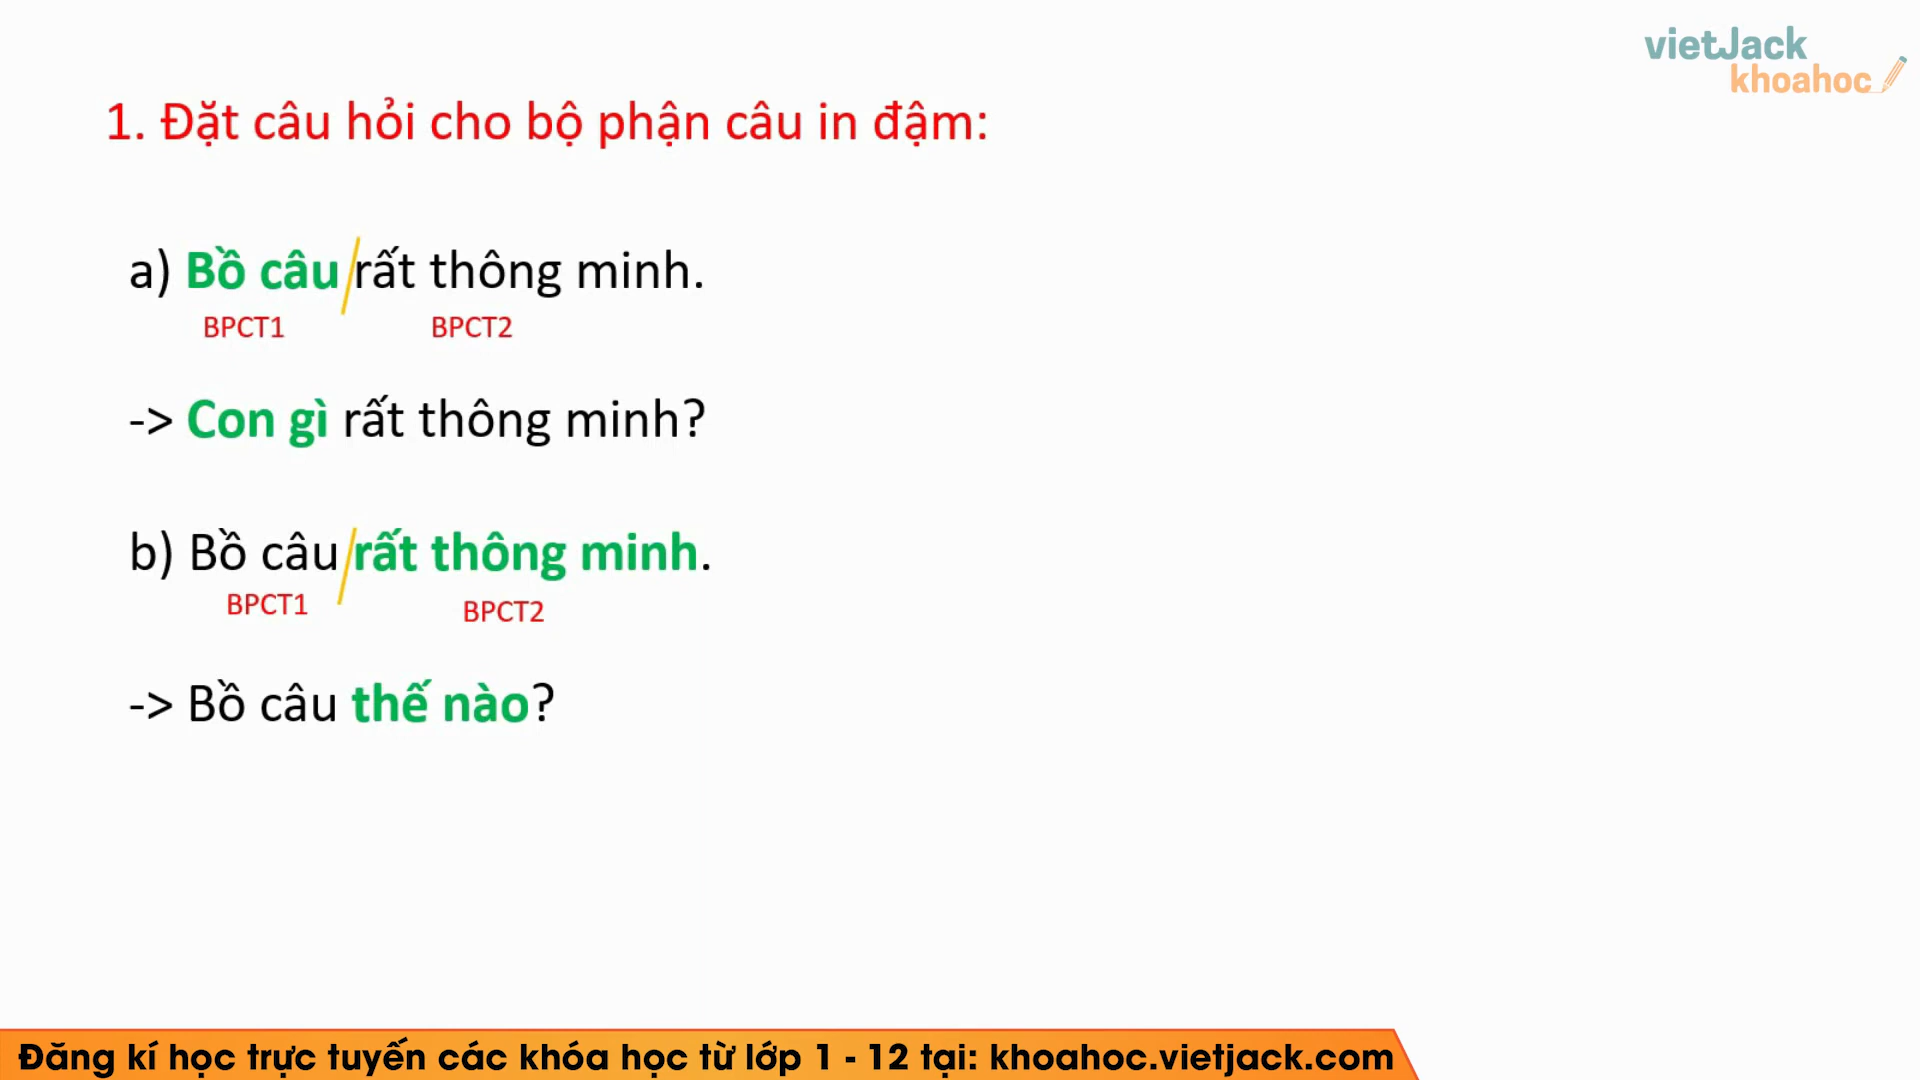 vietJack
khoahoc
1. Đặt câu hỏi cho bộ phận câu in đậm:
a) Bồ câu/rất thông minh.
BPCT1 BPCT2
-> Con gì rất thông minh?
b) Bồ câu/rất thông minh.
BPCT1 BPCT2
-> Bồ câu thế nào?
Đăng kí học trực tuyến các khóa học từ lớp 1 - 12 tại: khoahoc.vietjack.com